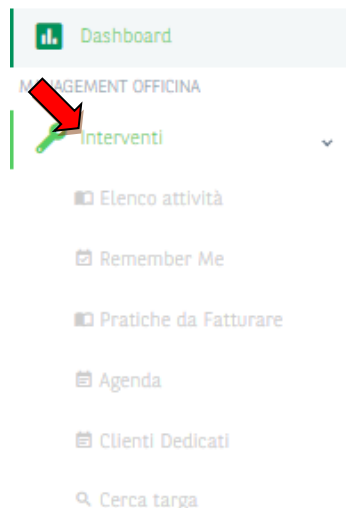 Dashboard
MANAGEMENT OFFICINA
Interventi
Elenco attività
Remember Me
Pratiche da Fatturare
Agenda
Clienti Dedicati
Cerca targa